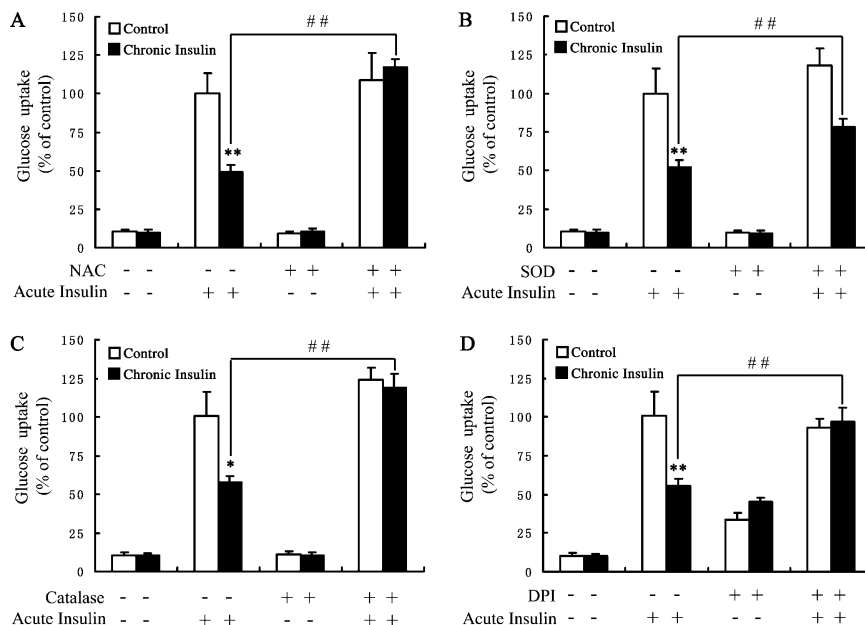 A
Glucose uptake
(% of control)
150
125
100
75
50
25
0
Control
Chronic Insulin
# #
**
NAC - - - - + + + +
Acute Insulin - - + + - - + +
B
Glucose uptake
(% of control)
150
125
100
75
50
25
0
Control
Chronic Insulin
# #
**
SOD - - - - + + + +
Acute Insulin - - + + - - + +
C
Glucose uptake
(% of control)
150
125
100
75
50
25
0
Control
Chronic Insulin
# #
*
Catalase - - - - + + + +
Acute Insulin - - + + - - + +
D
Glucose uptake
(% of control)
150
125
100
75
50
25
0
Control
Chronic Insulin
# #
**
DPI - - - - + + + +
Acute Insulin - - + + - - + +